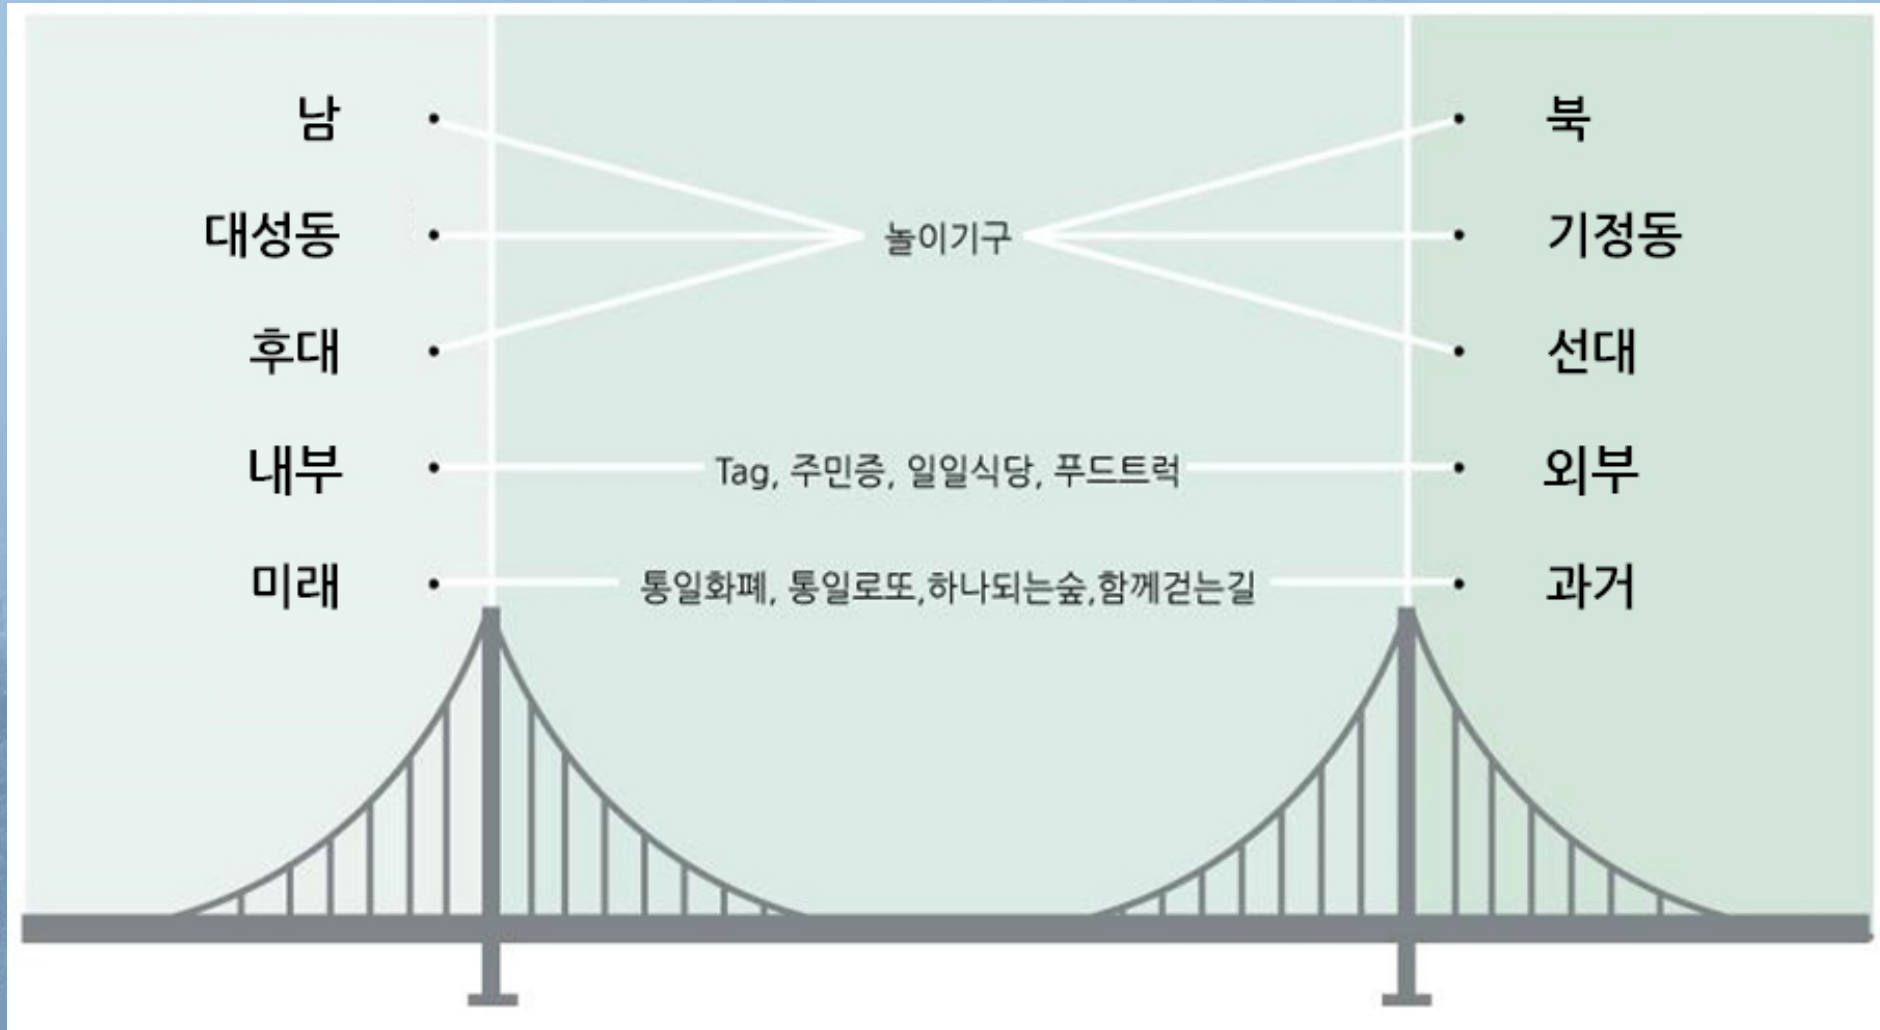 남 북
대성동 놀이기구 기정동
후대 선대
내부 Tag, 주민증, 일일식당, 푸드트럭 외부
미래 통일화폐, 통일로또,하나되는숲,함께걷는길 과거